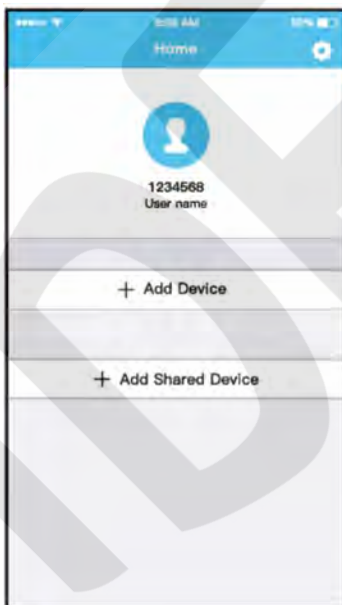 Home
1234568
User name
+ Add Device
+ Add Shared Device